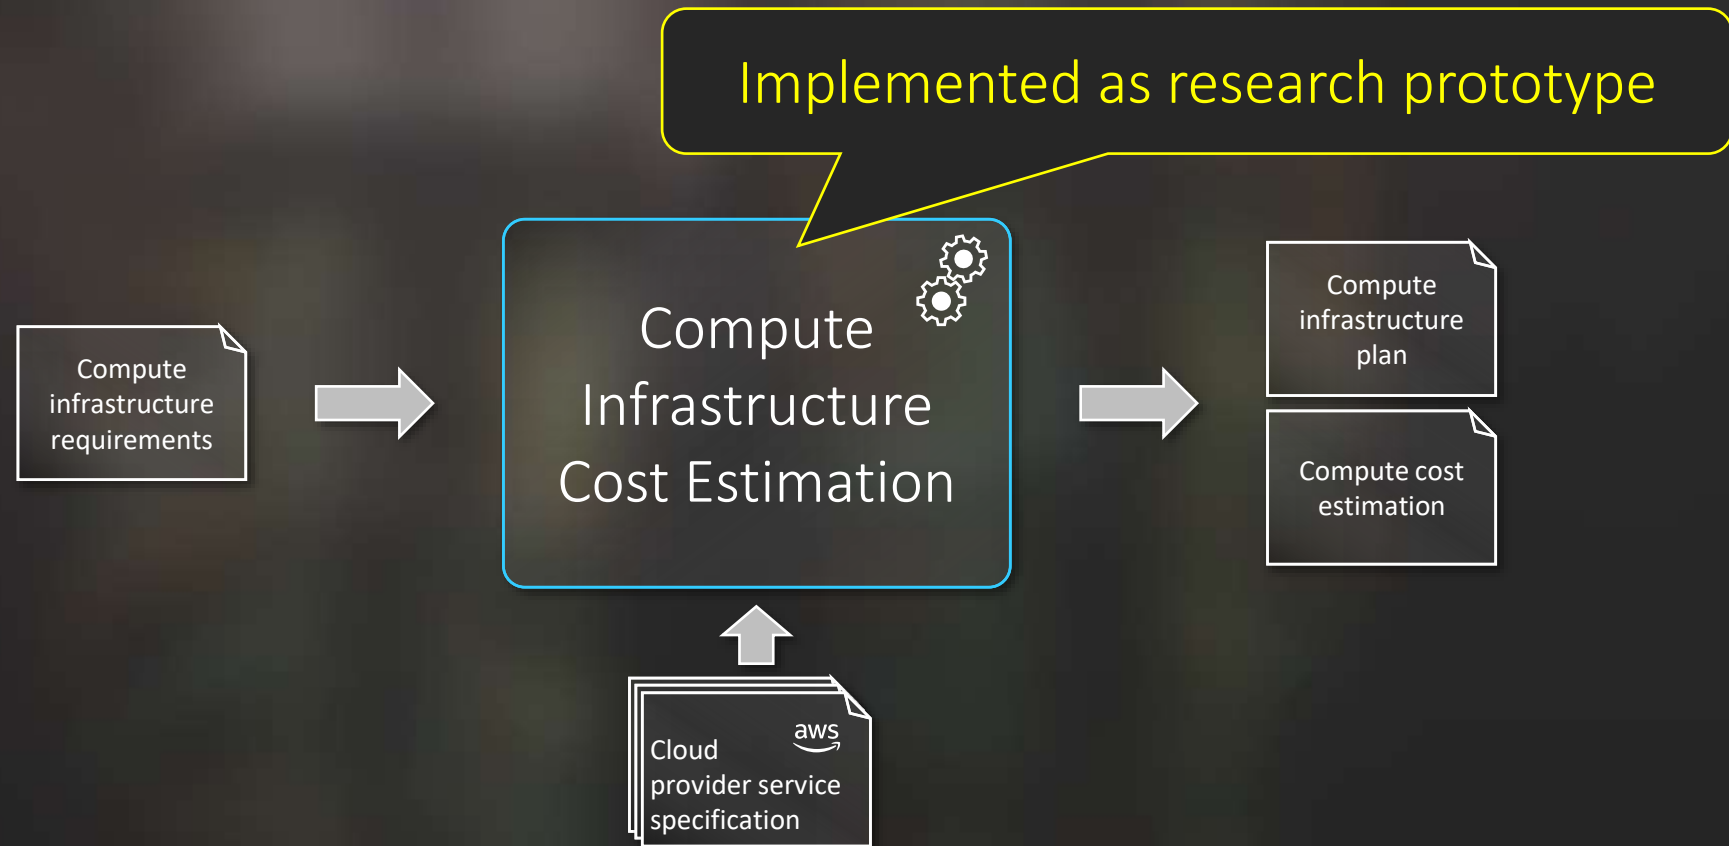 Implemented as research prototype
Compute
infrastructure
requirements
Compute
Infrastructure
Cost Estimation
Compute
infrastructure
plan
Compute cost
estimation
aws
Cloud
provider service
specification